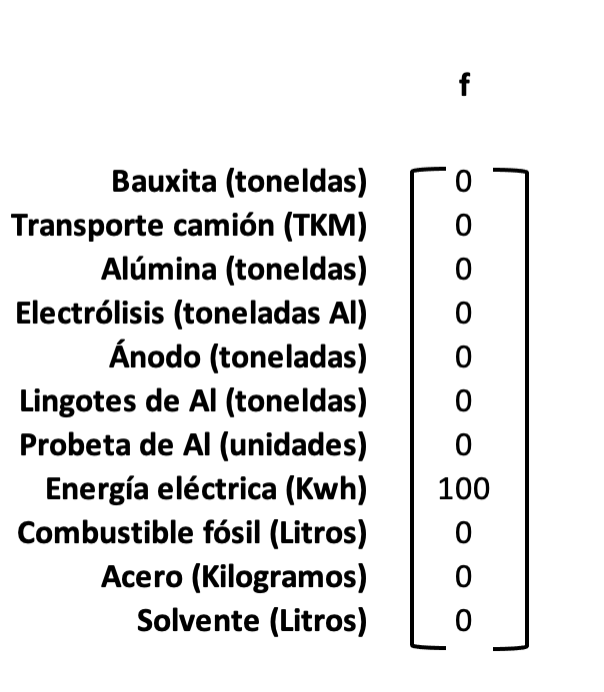 f
Bauxita (toneldas) 0
Transporte camión (TKM) 0
Alúmina (toneldas) 0
Electrólisis (toneladas Al) 0
Ánodo (toneladas) 0
Lingotes de Al (toneldas) 0
Probeta de Al (unidades) 0
Energía eléctrica (Kwh) 100
Combustible fósil (Litros) 0
Acero (Kilogramos) 0
Solvente (Litros) 0